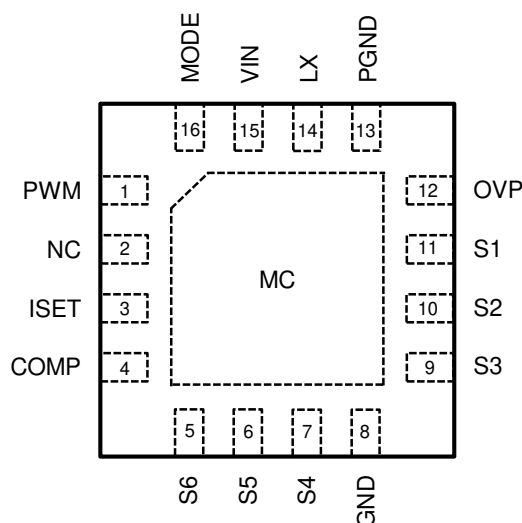 MODE
VIN
LX
PGND
16
15
14
13
PWM
1
12
OVP
NC
2
11
S1
MC
ISET
3
10
S2
COMP
4
9
S3
5
6
7
8
S6
S5
S4
GND